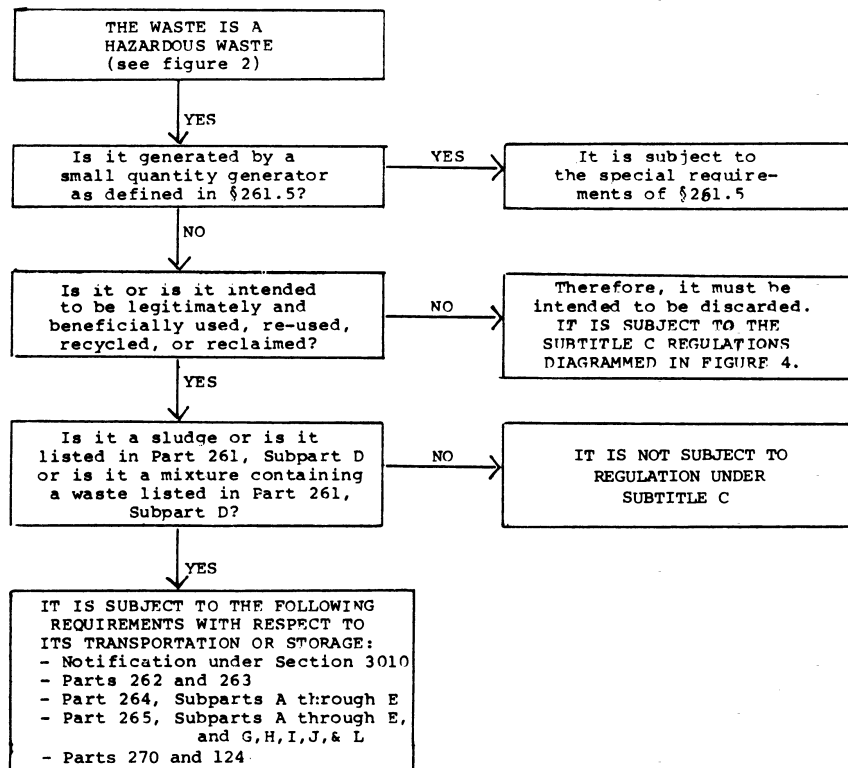 THE WASTE IS A
HAZARDOUS WASTE
(see figure 2)
YES
Is it generated by a
small quantity generator
as defined in §261.5?
YES
It is subject to
the special require-
ments of §261.5
NO
Is it or is it intended
to be legitimately and
beneficially used, re-used,
recycled, or reclaimed?
NO
Therefore, it must be
intended to be discarded.
IT IS SUBJECT TO THE
SUBTITLE C REGULATIONS
DIAGRAMMED IN FIGURE 4.
YES
Is it a sludge or is it
listed in Part 261, Subpart D
or is it a mixture containing
a waste listed in Part 261,
Subpart D?
NO
IT IS NOT SUBJECT TO
REGULATION UNDER
SUBTITLE C
YES
IT IS SUBJECT TO THE FOLLOWING
REQUIREMENTS WITH RESPECT TO
ITS TRANSPORTATION OR STORAGE:
- Notification under Section 3010
- Parts 262 and 263
- Part 264, Subparts A through E
- Part 265, Subparts A through E,
and G,H,I,J,& L
- Parts 270 and 124